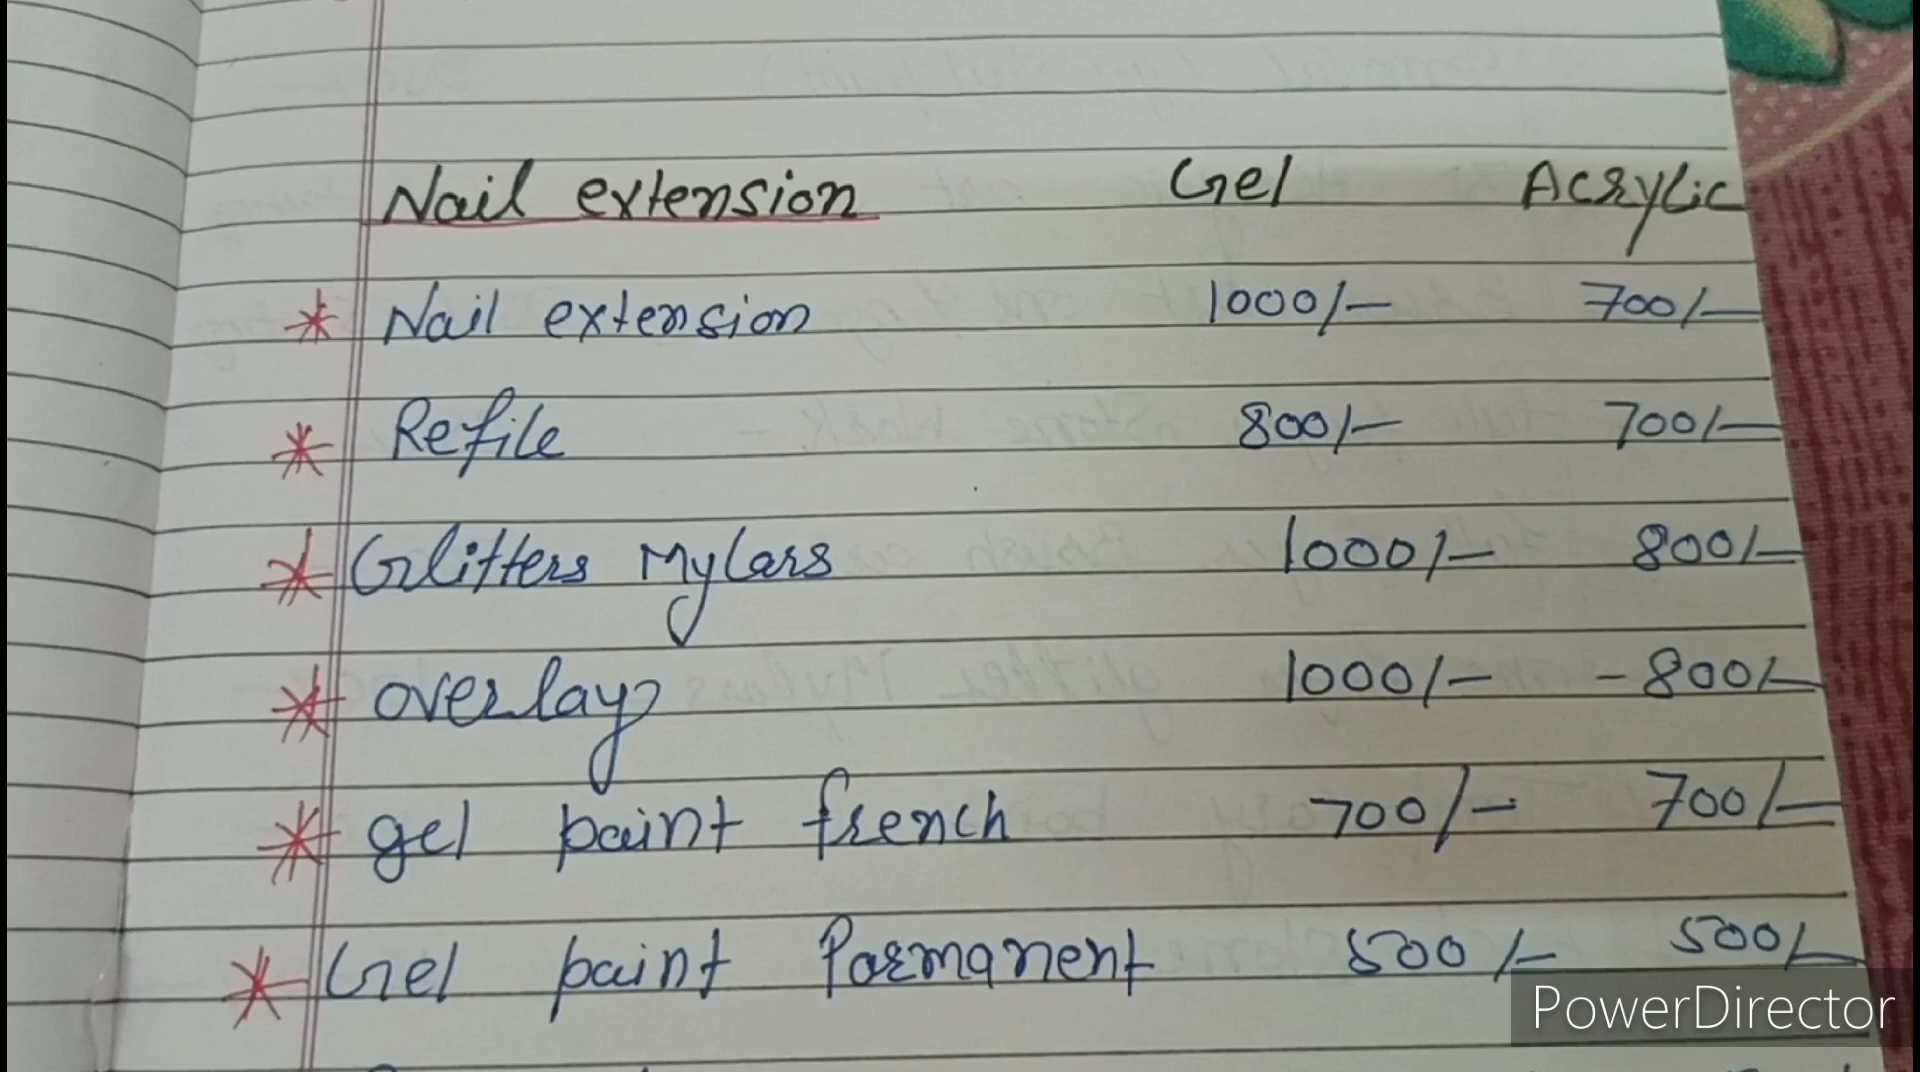 Nail extension Gel Acrylic
* Nail extension 1000/- 700/-
* Refile 800/- 700/-
* Glitters Mylars 1000/- 800/-
* overlay 1000/- - 800/-
* gel paint french 700/- 700/-
* Gel paint Parmanent 500/- 500/-
PowerDirector